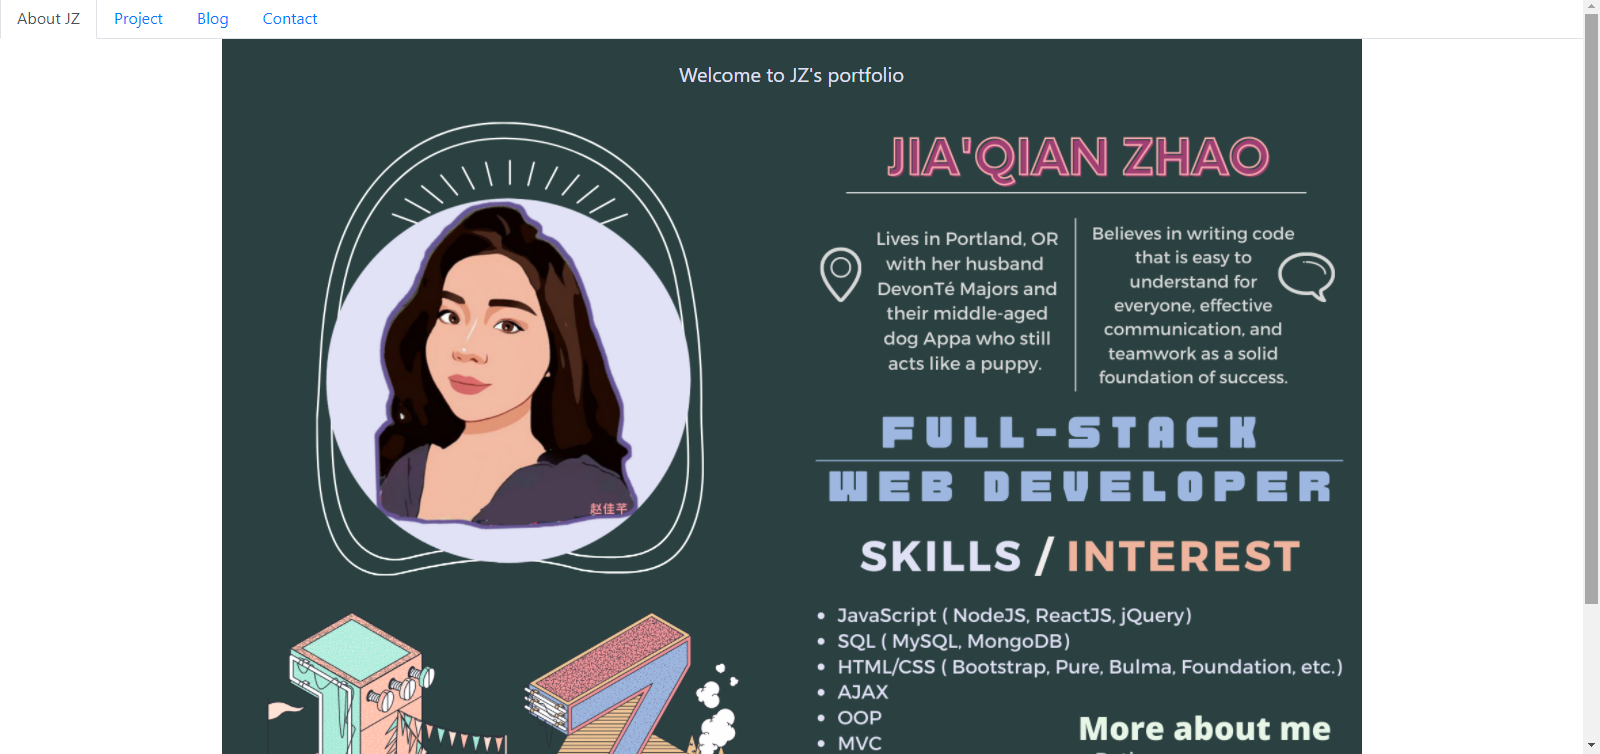 About JZ
Project
Blog
Contact
Welcome to JZ's portfolio
JIA'QIAN ZHAO
Lives in Portland, OR
with her husband
DevonTé Majors and
their middle-aged
dog Appa who still
acts like a puppy.
Believes in writing code
that is easy to
understand for
everyone, effective
communication, and
teamwork as a solid
foundation of success.
FULL-STACK
WEB DEVELOPER
赵佳芊
SKILLS / INTEREST
• JavaScript ( NodeJS, ReactJS, jQuery)
• SQL ( MySQL, MongoDB)
• HTML/CSS ( Bootstrap, Pure, Bulma, Foundation, etc.)
• AJAX
• OOP
• MVC
More about me